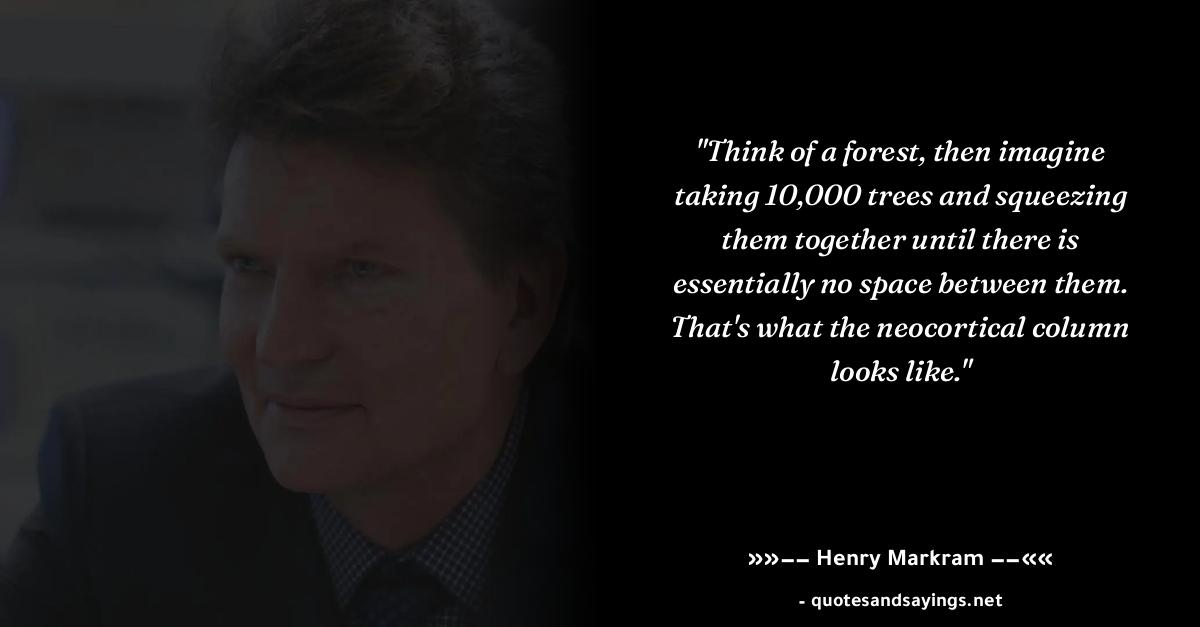 "Think of a forest, then imagine
taking 10,000 trees and squeezing
them together until there is
essentially no space between them.
That's what the neocortical column
looks like."
»»–– Henry Markram ––««
- quotesandsayings.net